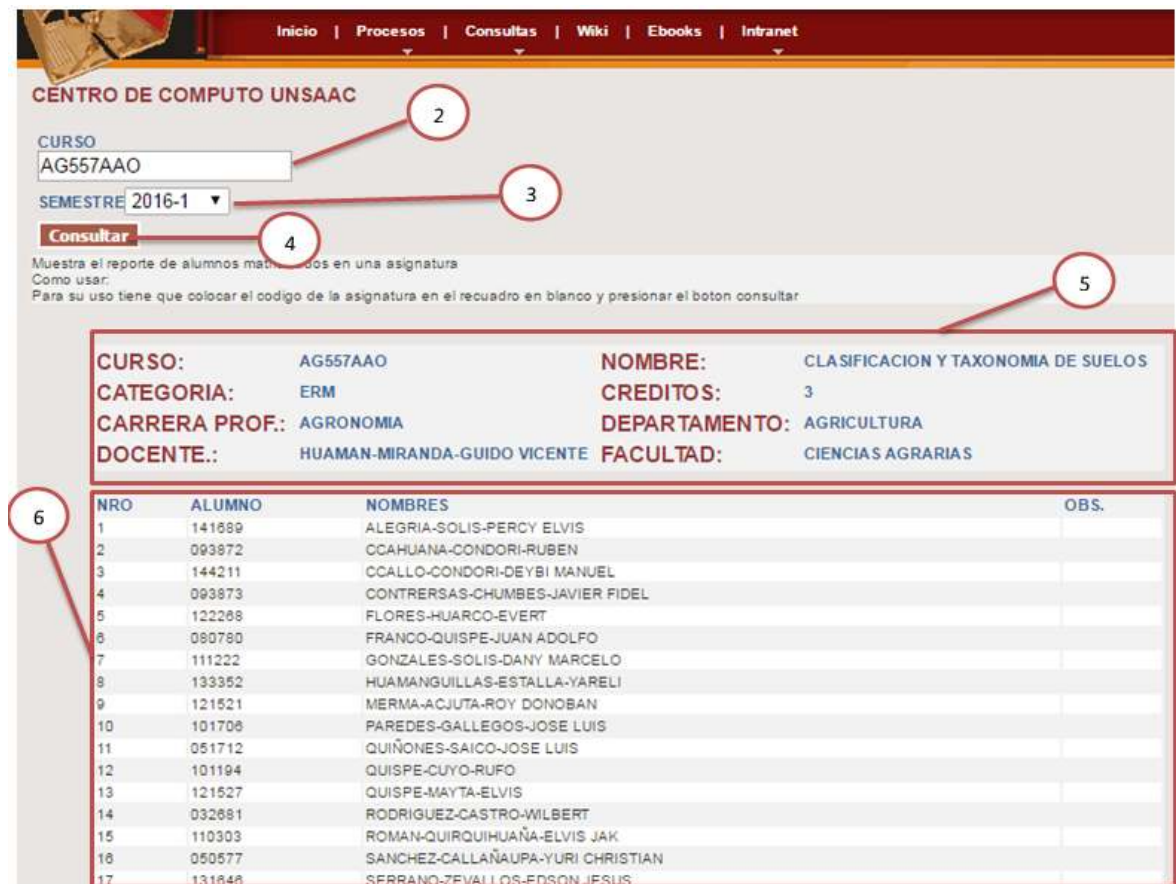 Inicio | Procesos | Consultas | Wiki | Ebooks | Intranet
CENTRO DE COMPUTO UNSAAC
2
CURSO
AG557AAO
SEMESTRE 2016-1
3
Consultar
4
Muestra el reporte de alumnos en una asignatura
Como usar:
Para su uso tiene que colocar el codigo de la asignatura en el recuadro en blanco y presionar el boton consultar
5
CURSO: AG557AAO NOMBRE: CLASIFICACION Y TAXONOMIA DE SUELOS
CATEGORIA: ERM CREDITOS: 3
CARRERA PROF.: AGRONOMIA DEPARTAMENTO: AGRICULTURA
DOCENTE.: HUAMAN-MIRANDA-GUIDO VICENTE FACULTAD: CIENCIAS AGRARIAS
6
NRO ALUMNO NOMBRES OBS.
1 141689 ALEGRIA-SOLIS-PERCY ELVIS
2 093872 CCAHUANA-CONDORI-RUBEN
3 144211 CCALLO-CONDORI-DEYBI MANUEL
4 093873 CONTRERSAS-CHUMBES-JAVIER FIDEL
5 122268 FLORES-HUARCO-EVERT
6 080780 FRANCO-QUISPE-JUAN ADOLFO
7 111222 GONZALES-SOLIS-DANY MARCELO
8 133352 HUAMANGUILLAS-ESTALLA-YARELI
9 121521 MERMA-ACJUTA-ROY DONOBAN
10 101706 PAREDES-GALLEGOS-JOSE LUIS
11 051712 QUIÑONES-SAICO-JOSE LUIS
12 101194 QUISPE-CUYO-RUFO
13 121527 QUISPE-MAYTA-ELVIS
14 032681 RODRIGUEZ-CASTRO-WILBERT
15 110303 ROMAN-QUIRQUIHUAÑA-ELVIS JAK
16 050577 SANCHEZ-CALLAÑAUPA-YURI CHRISTIAN
17 131646 SERRANO-ZEVALLOS-EDSON JESUS